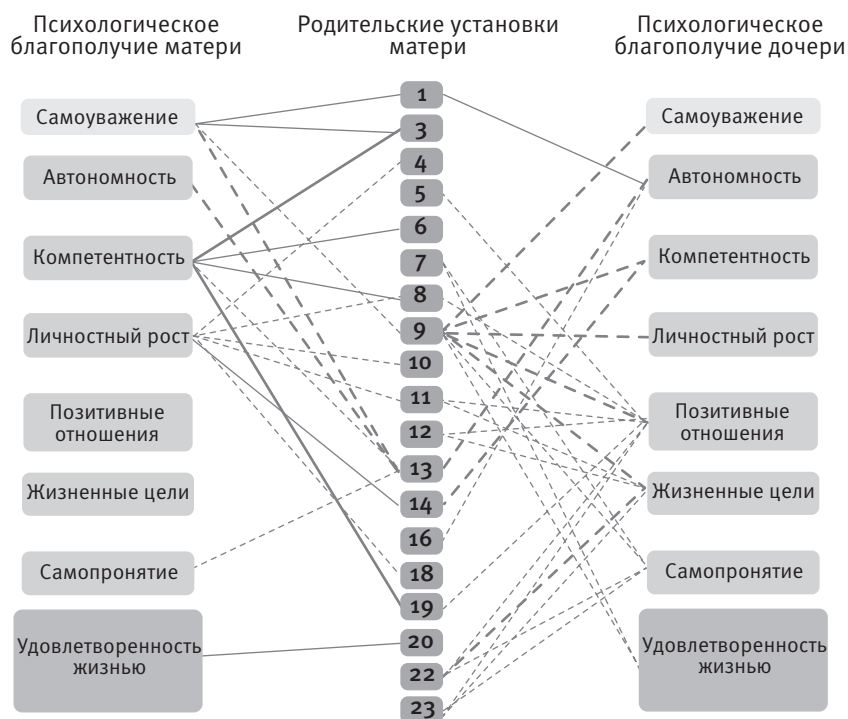 Психологическое
благополучие матери
Родительские установки
матери
Психологическое
благополучие дочери
Самоуважение
Автономность
Компетентность
Личностный рост
Позитивные
отношения
Жизненные цели
Самопронятие
Удовлетворенность
жизнью
1
3
4
5
6
7
8
9
10
11
12
13
14
16
18
19
20
22
23
Самоуважение
Автономность
Компетентность
Личностный рост
Позитивные
отношения
Жизненные цели
Самопронятие
Удовлетворенность
жизнью